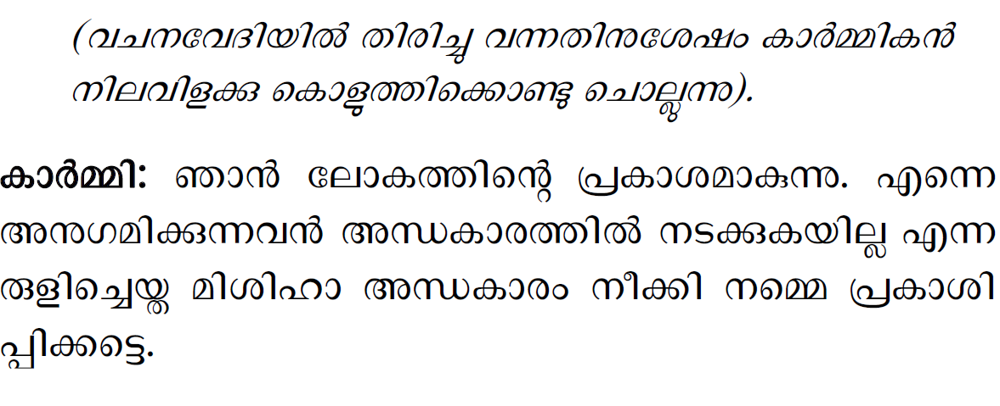 (വചനവേദിയിൽ തിരിച്ചു വന്നതിനുശേഷം കാർമ്മികൻ
നിലവിളക്കു കൊളുത്തിക്കൊണ്ടു ചൊല്ലുന്നു).
കാർമ്മി: ഞാൻ ലോകത്തിന്റെ പ്രകാശമാകുന്നു. എന്നെ
അനുഗമിക്കുന്നവൻ അന്ധകാരത്തിൽ നടക്കുകയില്ല എന്ന
രുളിച്ചെയ്ത മിശിഹാ അന്ധകാരം നീക്കി നമ്മെ പ്രകാശി
പ്പിക്കട്ടെ.